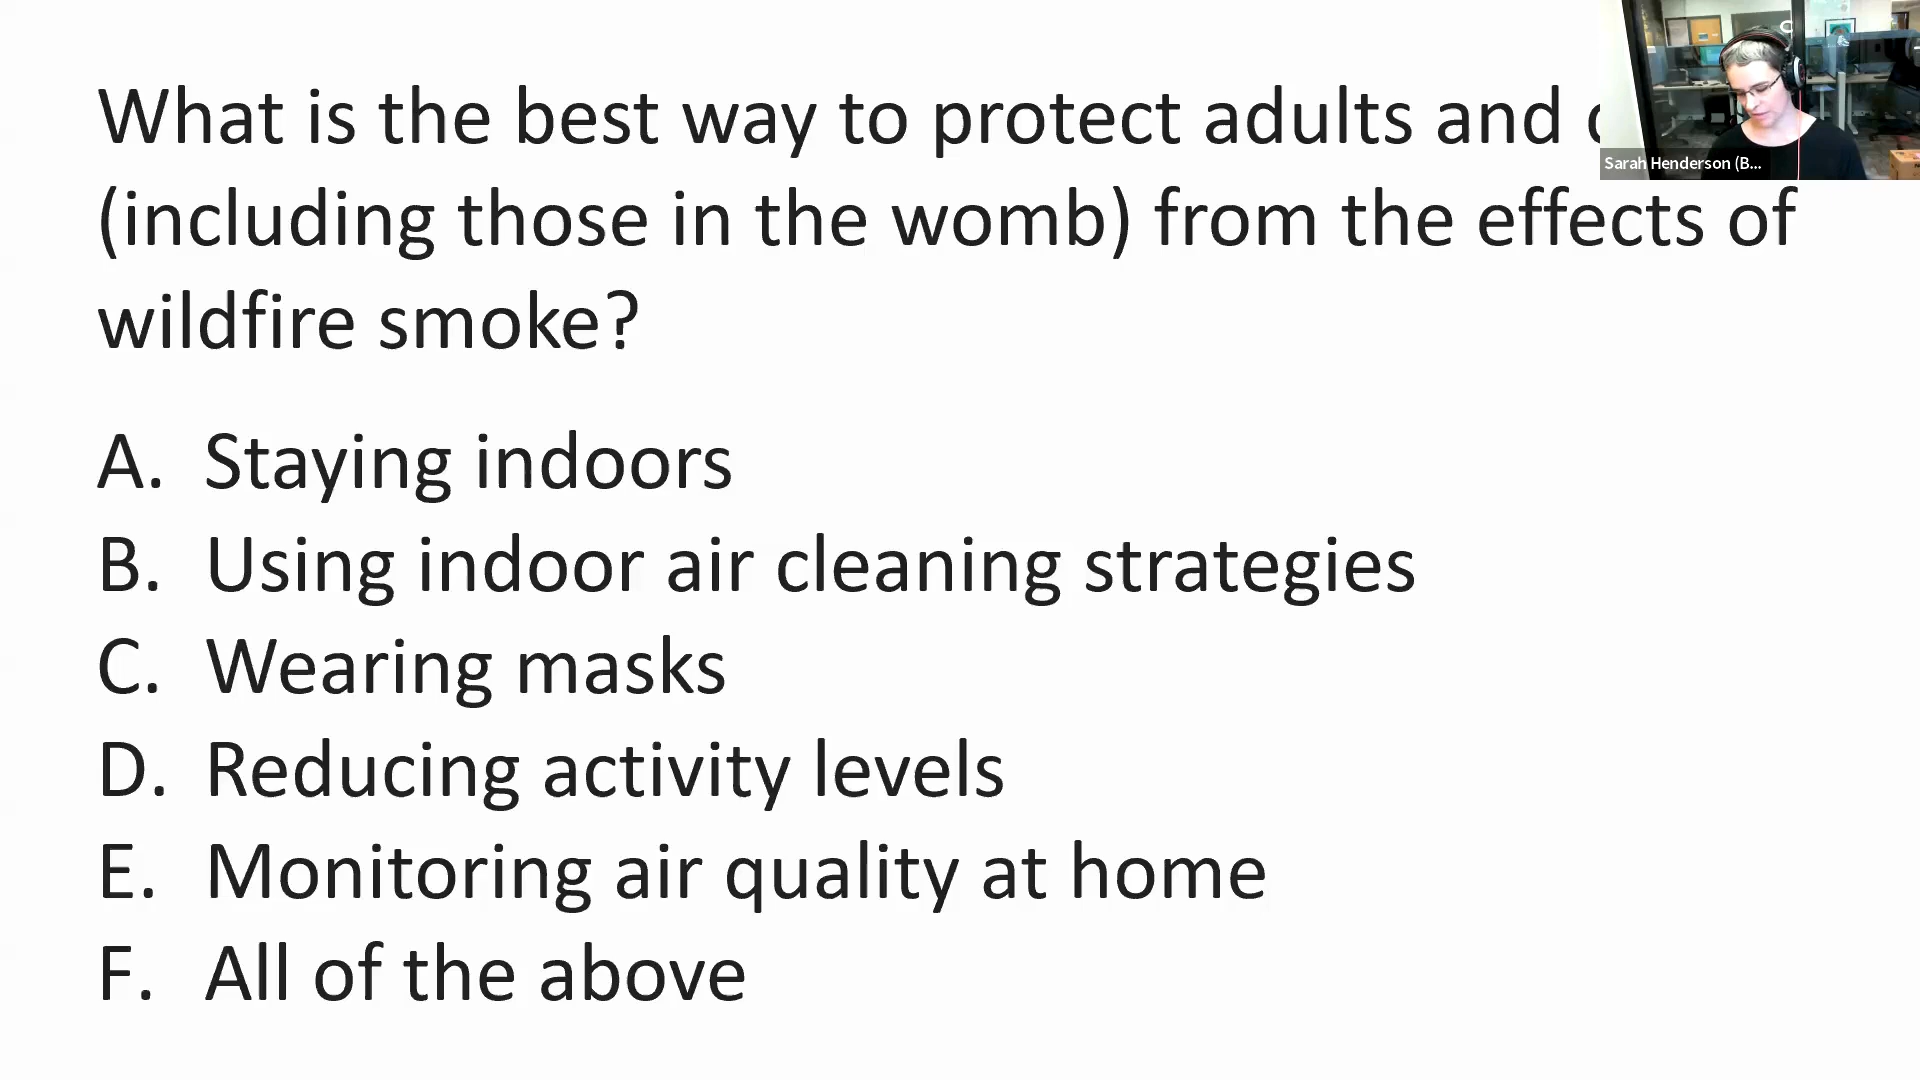 What is the best way to protect adults and
(including those in the womb) from the effects of
wildfire smoke?
A. Staying indoors
B. Using indoor air cleaning strategies
C. Wearing masks
D. Reducing activity levels
E. Monitoring air quality at home
F. All of the above
Sarah Henderson (B...